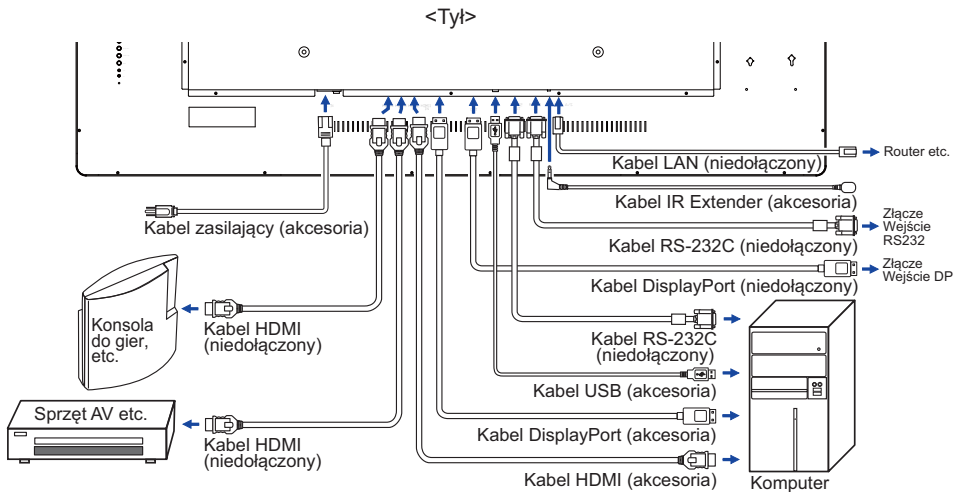 <Tył>
Kabel LAN (niedołączony)
Router etc.
Kabel IR Extender (akcesoria)
Kabel zasilający (akcesoria)
Złącze
Wejście
RS232
Kabel RS-232C (niedołączony)
Złącze
Wejście DP
Kabel DisplayPort (niedołączony)
Konsola
do gier,
etc.
Kabel HDMI
(niedołączony)
Kabel RS-232C
(niedołączony)
Kabel USB (akcesoria)
Sprzęt AV etc.
Kabel HDMI
(niedołączony)
Kabel DisplayPort (akcesoria)
Kabel HDMI (akcesoria)
Komputer